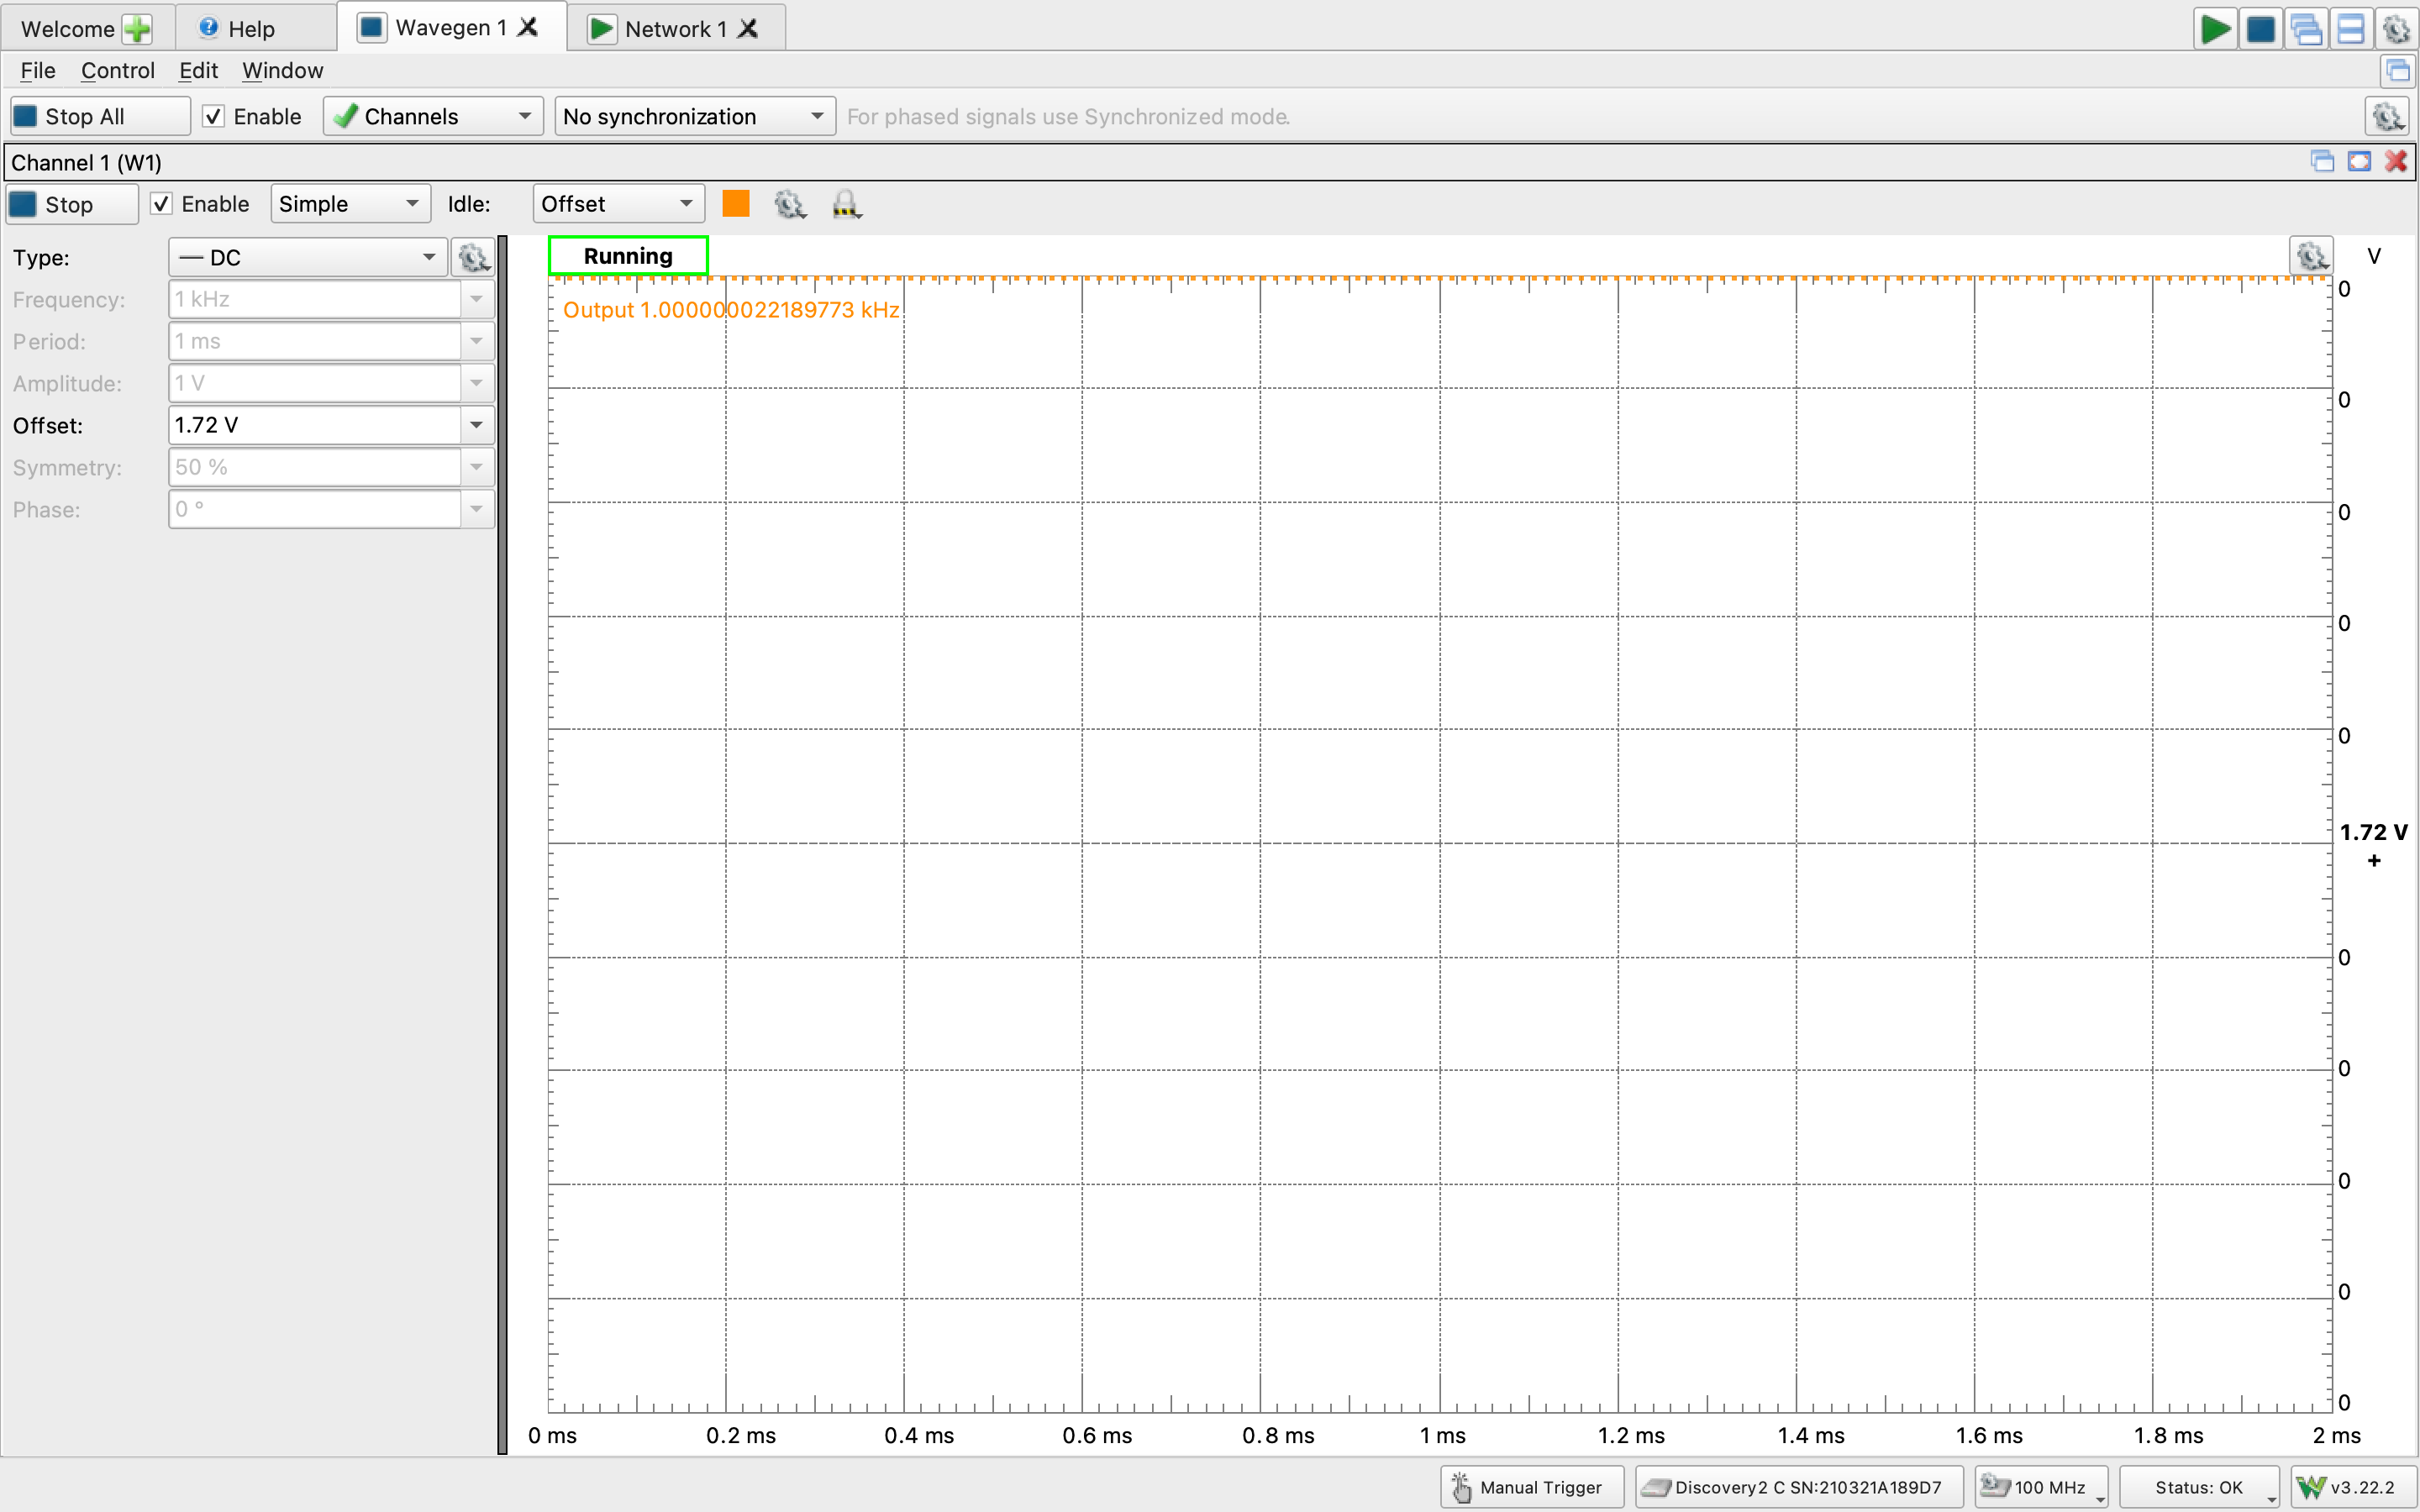 Welcome Help Wavegen 1 Network 1
File Control Edit Window
Stop All Enable Channels No synchronization For phased signals use Synchronized mode.
Channel 1 (W1)
Stop Enable Simple Idle: Offset
Type: DC
Frequency: 1 kHz
Period: 1 ms
Amplitude: 1 V
Offset: 1.72 V
Symmetry: 50 %
Phase: 0 °
Running
V
Output 1.000000022189773 kHz
0
0
0
0
0
1.72 V
+
0
0
0
0
0
0 ms 0.2 ms 0.4 ms 0.6 ms 0.8 ms 1 ms 1.2 ms 1.4 ms 1.6 ms 1.8 ms 2 ms
Manual Trigger Discovery2 C SN:210321A189D7 100 MHz Status: OK v3.22.2